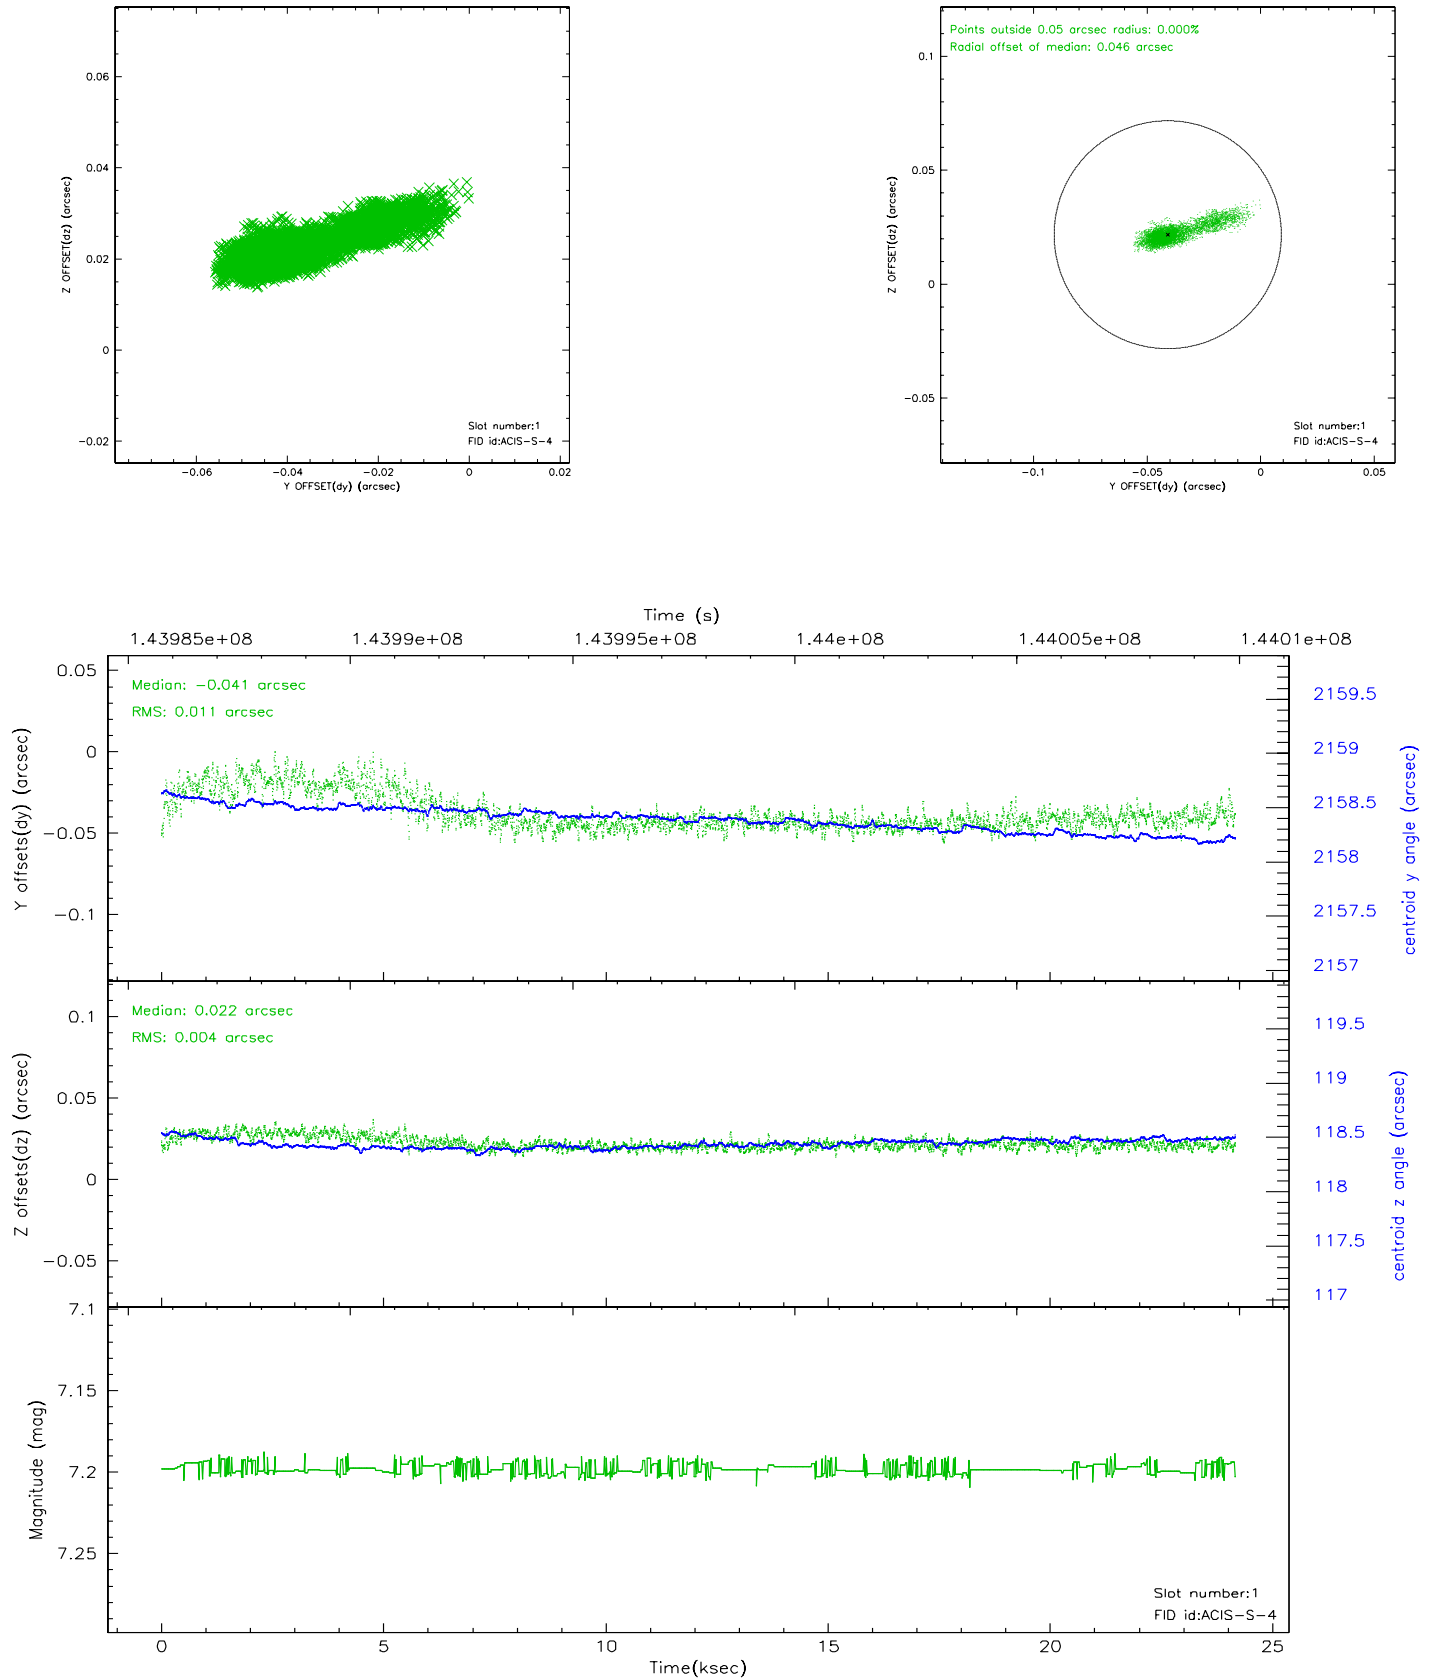 0.06
0.04
0.02
0
−0.02
Z OFFSET(dz) (arcsec)
Slot number:1
FID id:ACIS−S−4
−0.06 −0.04 −0.02 0 0.02
Y OFFSET(dy) (arcsec)
Points outside 0.05 arcsec radius: 0.000%
Radial offset of median: 0.046 arcsec
0.1
0.05
0
−0.05
Z OFFSET(dz) (arcsec)
Slot number:1
FID id:ACIS−S−4
−0.1 −0.05 0 0.05
Y OFFSET(dy) (arcsec)
Time (s)
1.43985e+08 1.4399e+08 1.43995e+08 1.44e+08 1.44005e+08 1.4401e+08
Median: −0.041 arcsec
RMS: 0.011 arcsec
0.05
0
−0.05
−0.1
Y offsets(dy) (arcsec)
2159.5
2159
2158.5
2158
2157.5
2157
centroid y angle (arcsec)
Median: 0.022 arcsec
RMS: 0.004 arcsec
0.1
0.05
0
−0.05
Z offsets(dz) (arcsec)
119.5
119
118.5
118
117.5
117
centroid z angle (arcsec)
7.1
7.15
7.2
7.25
Magnitude (mag)
Slot number:1
FID id:ACIS−S−4
0 5 10 15 20 25
Time(ksec)